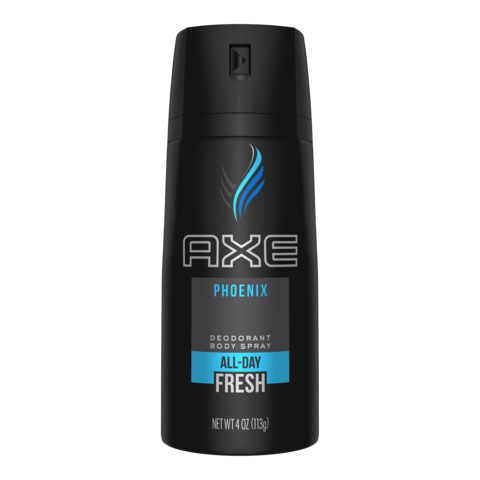 AXE
PHOENIX
DEODORANT
BODY SPRAY
ALL-DAY
FRESH
NET WT 4 OZ (113g)